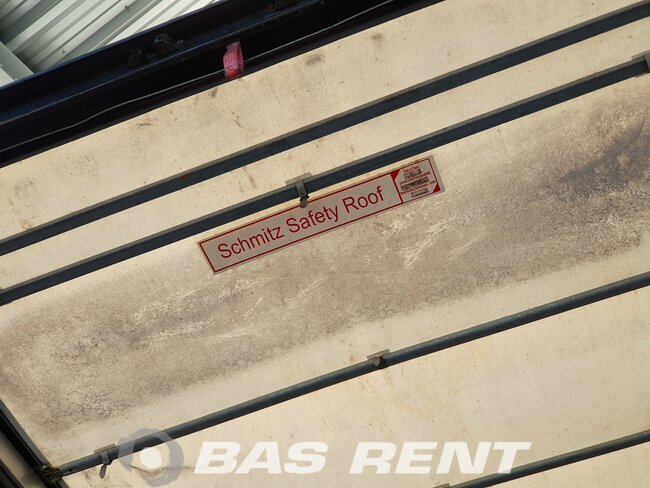 Schmitz Safety Roof
BAS RENT